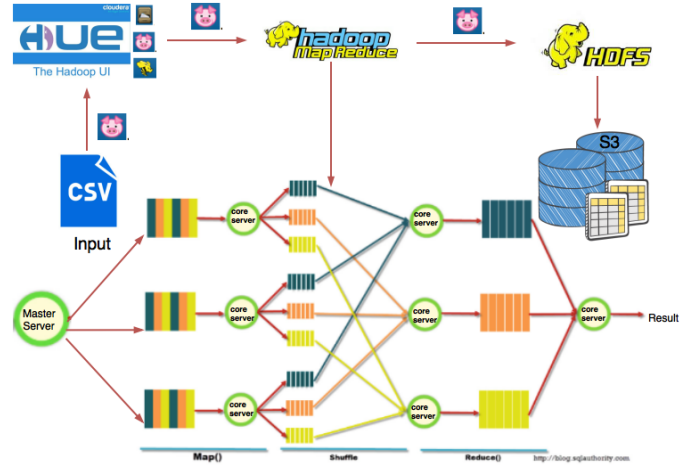 cloudera
HUE
The Hadoop UI
hadoop
Map Reduce
HDFS
S3
CSV
Input
core
server
core
server
Master
Server
core
server
core
server
core
server
Result
core
server
core
server
Map()
Shuffle
Reduce()
http://blog.sqlauthority.com